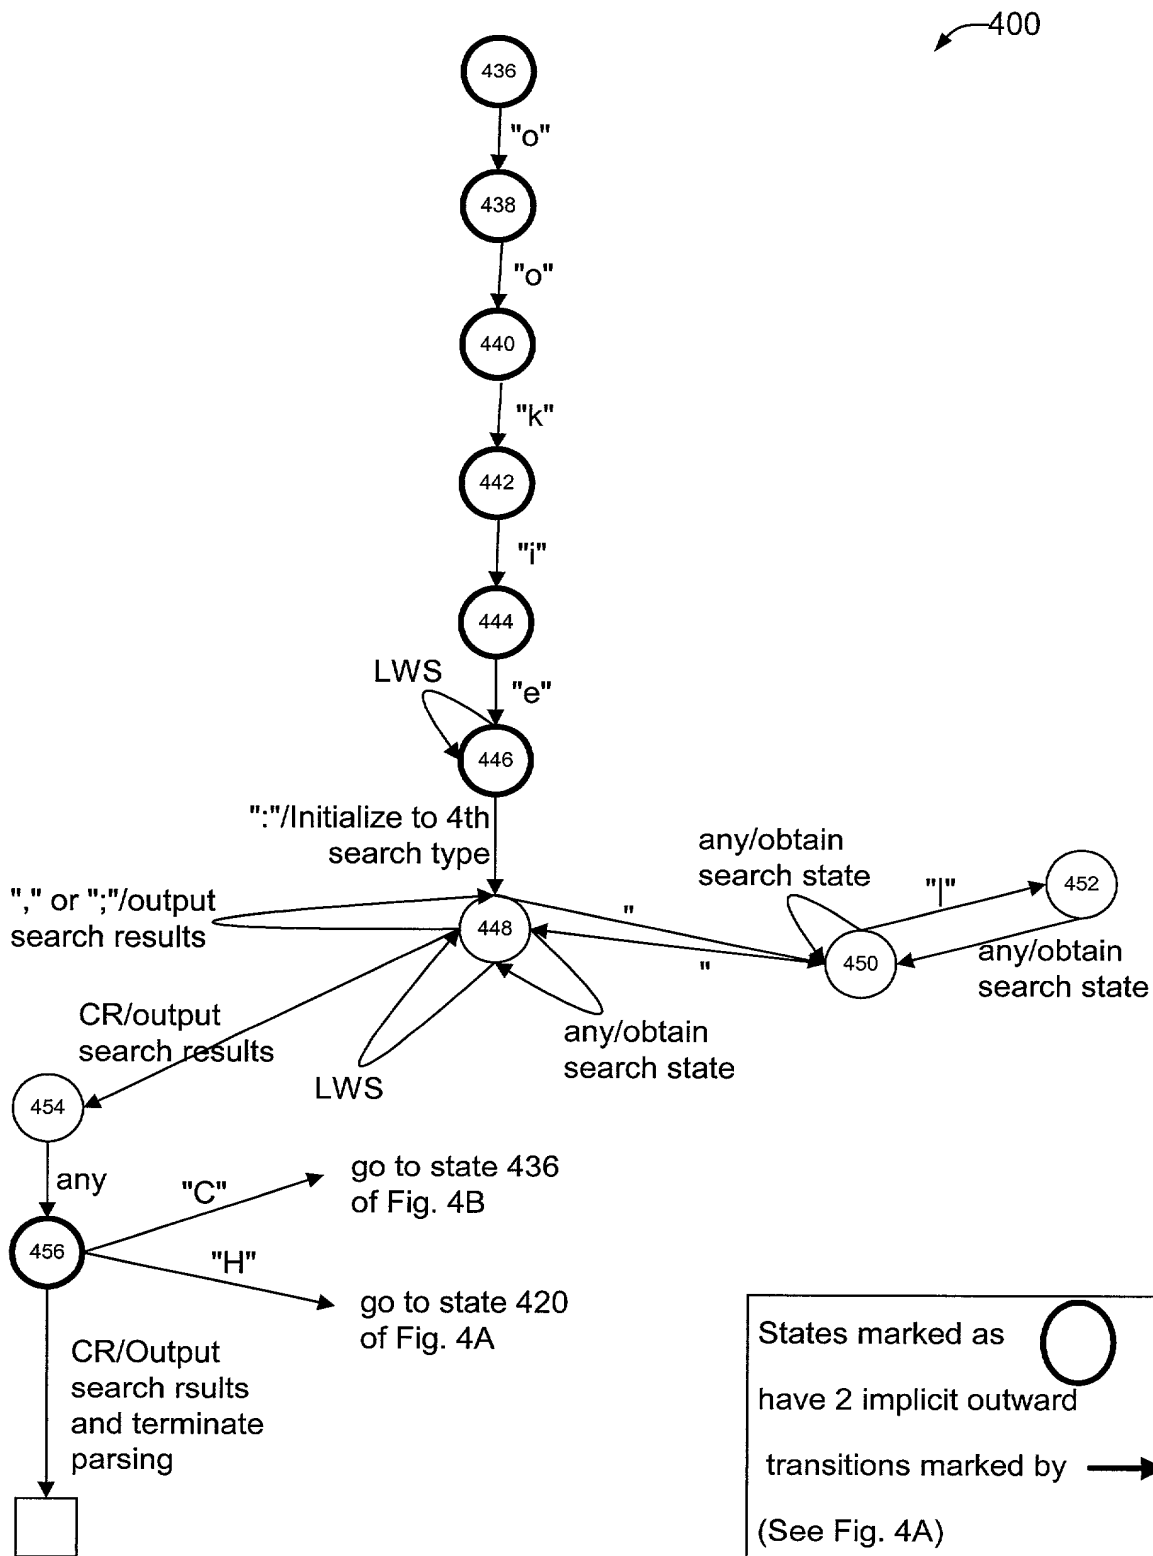 400
436
"o"
438
"o"
440
"k"
442
"i"
444
LWS
"e"
446
":"/Initialize to 4th
search type
any/obtain
search state
"|"
452
"," or ";"/output
search results
448
"
"
450
any/obtain
search state
CR/output
search results
any/obtain
search state
LWS
454
any
"C"
go to state 436
of Fig. 4B
456
"H"
go to state 420
of Fig. 4A
CR/Output
search rsults
and terminate
parsing
States marked as
have 2 implicit outward
transitions marked by
(See Fig. 4A)